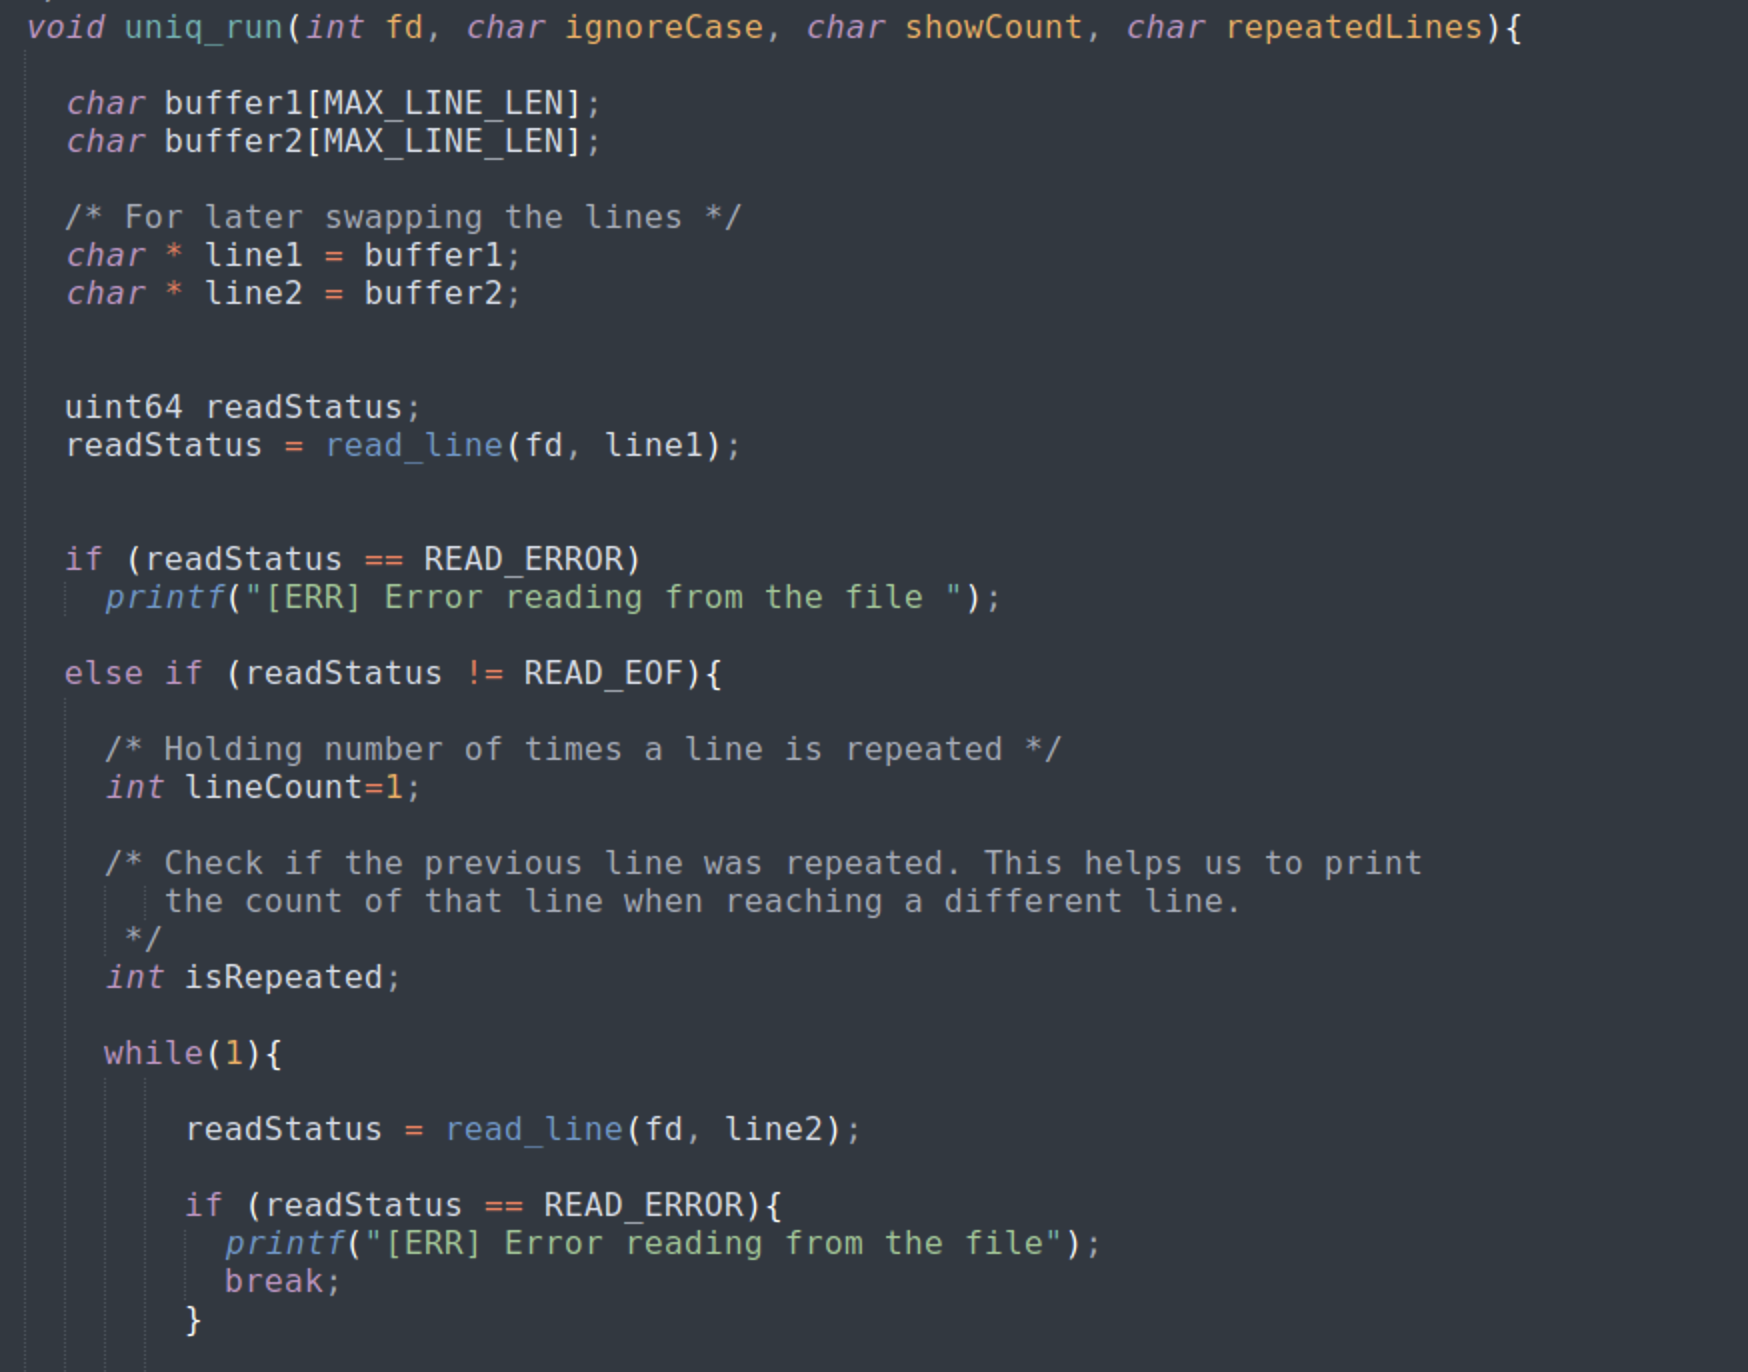 void uniq_run(int fd, char ignoreCase, char showCount, char repeatedLines){
char buffer1[MAX_LINE_LEN];
char buffer2[MAX_LINE_LEN];
/* For later swapping the lines */
char * line1 = buffer1;
char * line2 = buffer2;
uint64 readStatus;
readStatus = read_line(fd, line1);
if (readStatus == READ_ERROR)
printf("[ERR] Error reading from the file ");
else if (readStatus != READ_EOF){
/* Holding number of times a line is repeated */
int lineCount=1;
/* Check if the previous line was repeated. This helps us to print
the count of that line when reaching a different line.
*/
int isRepeated;
while(1){
readStatus = read_line(fd, line2);
if (readStatus == READ_ERROR){
printf("[ERR] Error reading from the file");
break;
}